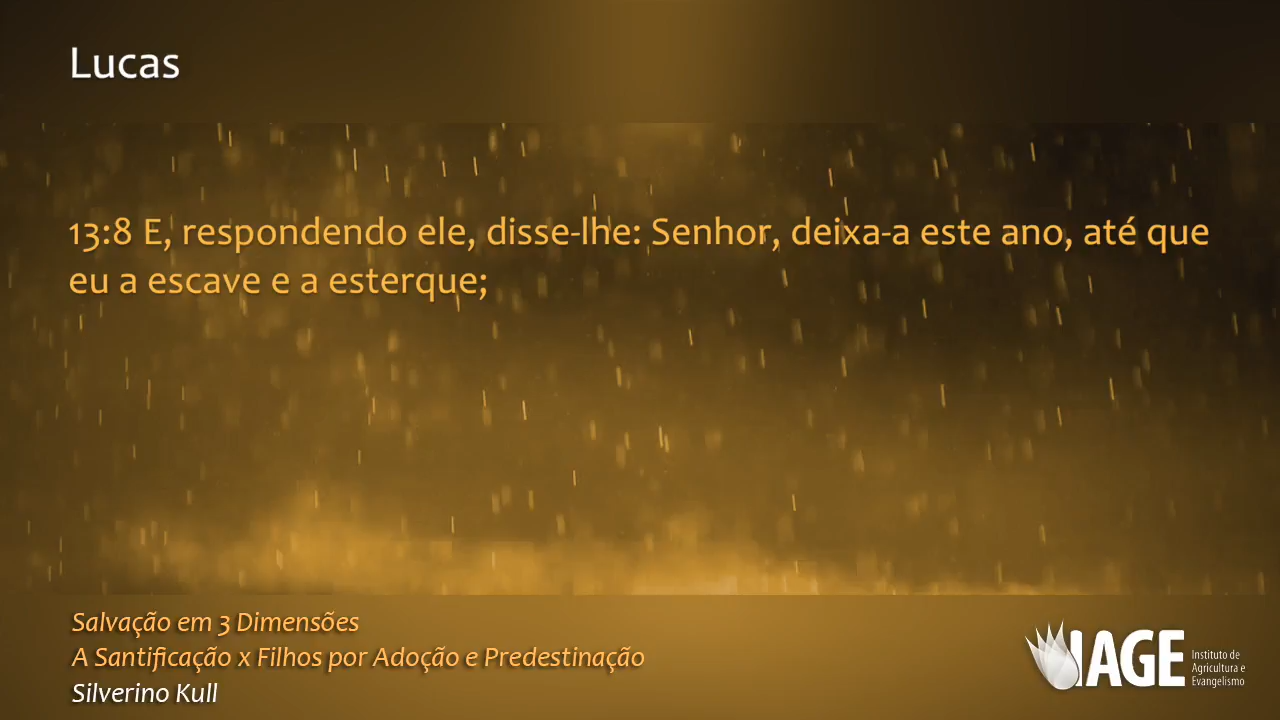 Lucas
13:8 E, respondendo ele, disse-lhe: Senhor, deixa-a este ano, até que
eu a escave e a esterque;
Salvação em 3 Dimensões
A Santificação x Filhos por Adoção e Predestinação
Silverino Kull
IAGE
Instituto de
Agricultura e
Evangelismo